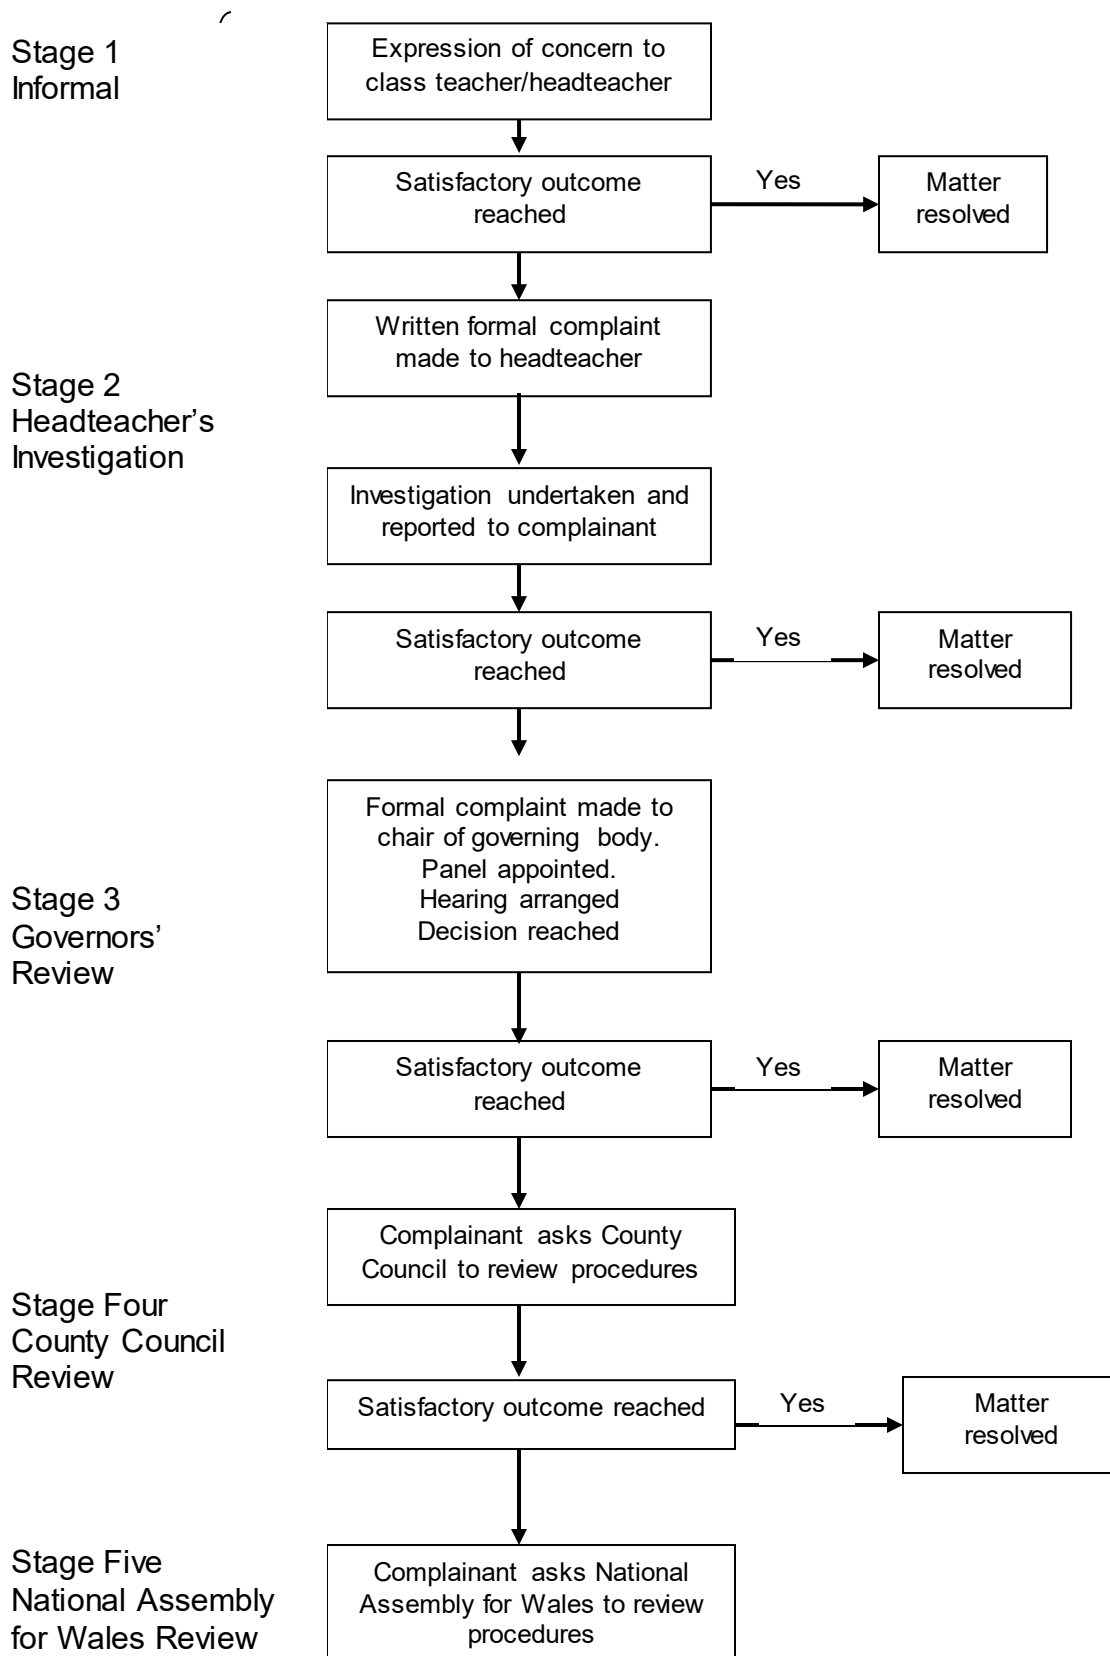 Stage 1
Informal
Expression of concern to
class teacher/headteacher
Satisfactory outcome
reached
Yes
Matter
resolved
Written formal complaint
made to headteacher
Stage 2
Headteacher’s
Investigation
Investigation undertaken and
reported to complainant
Satisfactory outcome
reached
Yes
Matter
resolved
Formal complaint made to
chair of governing body.
Panel appointed.
Hearing arranged
Decision reached
Stage 3
Governors’
Review
Satisfactory outcome
reached
Yes
Matter
resolved
Complainant asks County
Council to review procedures
Stage Four
County Council
Review
Satisfactory outcome reached
Yes
Matter
resolved
Stage Five
National Assembly
for Wales Review
Complainant asks National
Assembly for Wales to review
procedures